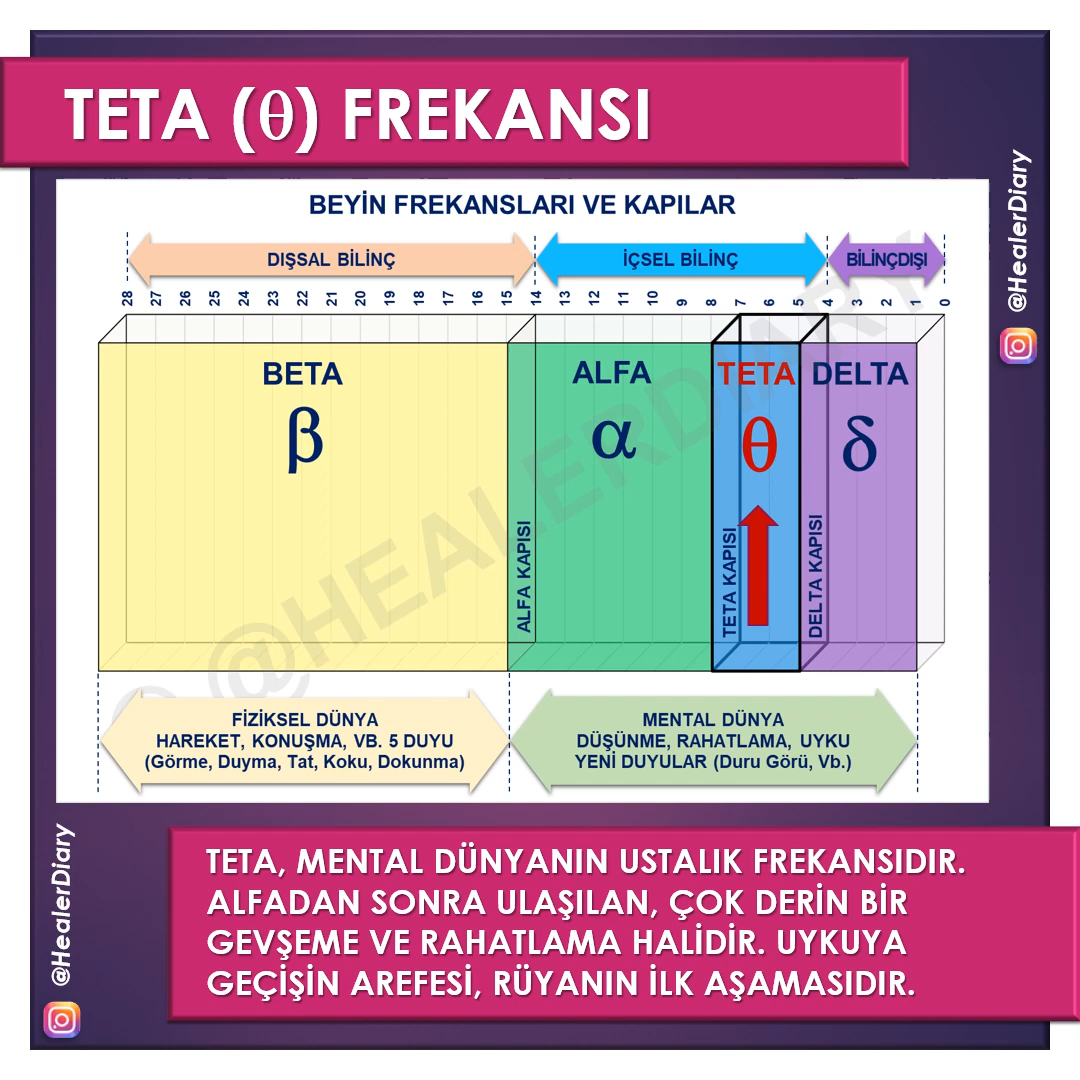 TETA (θ) FREKANSI
@HealerDiary
BEYİN FREKANSLARI VE KAPILAR
DIŞSAL BİLİNÇ
İÇSEL BİLİNÇ
BİLİNÇDIŞI
28 27 26 25 24 23 22 21 20 19 18 17 16 15 14 13 12 11 10 9 8 7 6 5 4 3 2 1 0
BETA
β
ALFA
α
TETA
θ
DELTA
δ
ALFA KAPISI
TETA KAPISI
DELTA KAPISI
© @HEALERDIARY
FİZİKSEL DÜNYA
HAREKET, KONUŞMA, VB. 5 DUYU
(Görme, Duyma, Tat, Koku, Dokunma)
MENTAL DÜNYA
DÜŞÜNME, RAHATLAMA, UYKU
YENİ DUYULAR (Duru Görü, Vb.)
@HealerDiary
TETA, MENTAL DÜNYANIN USTALIK FREKANSIDIR.
ALFADAN SONRA ULAŞILAN, ÇOK DERİN BİR
GEVŞEME VE RAHATLAMA HALİDİR. UYKUYA
GEÇİŞİN AREFESİ, RÜYANIN İLK AŞAMASIDIR.